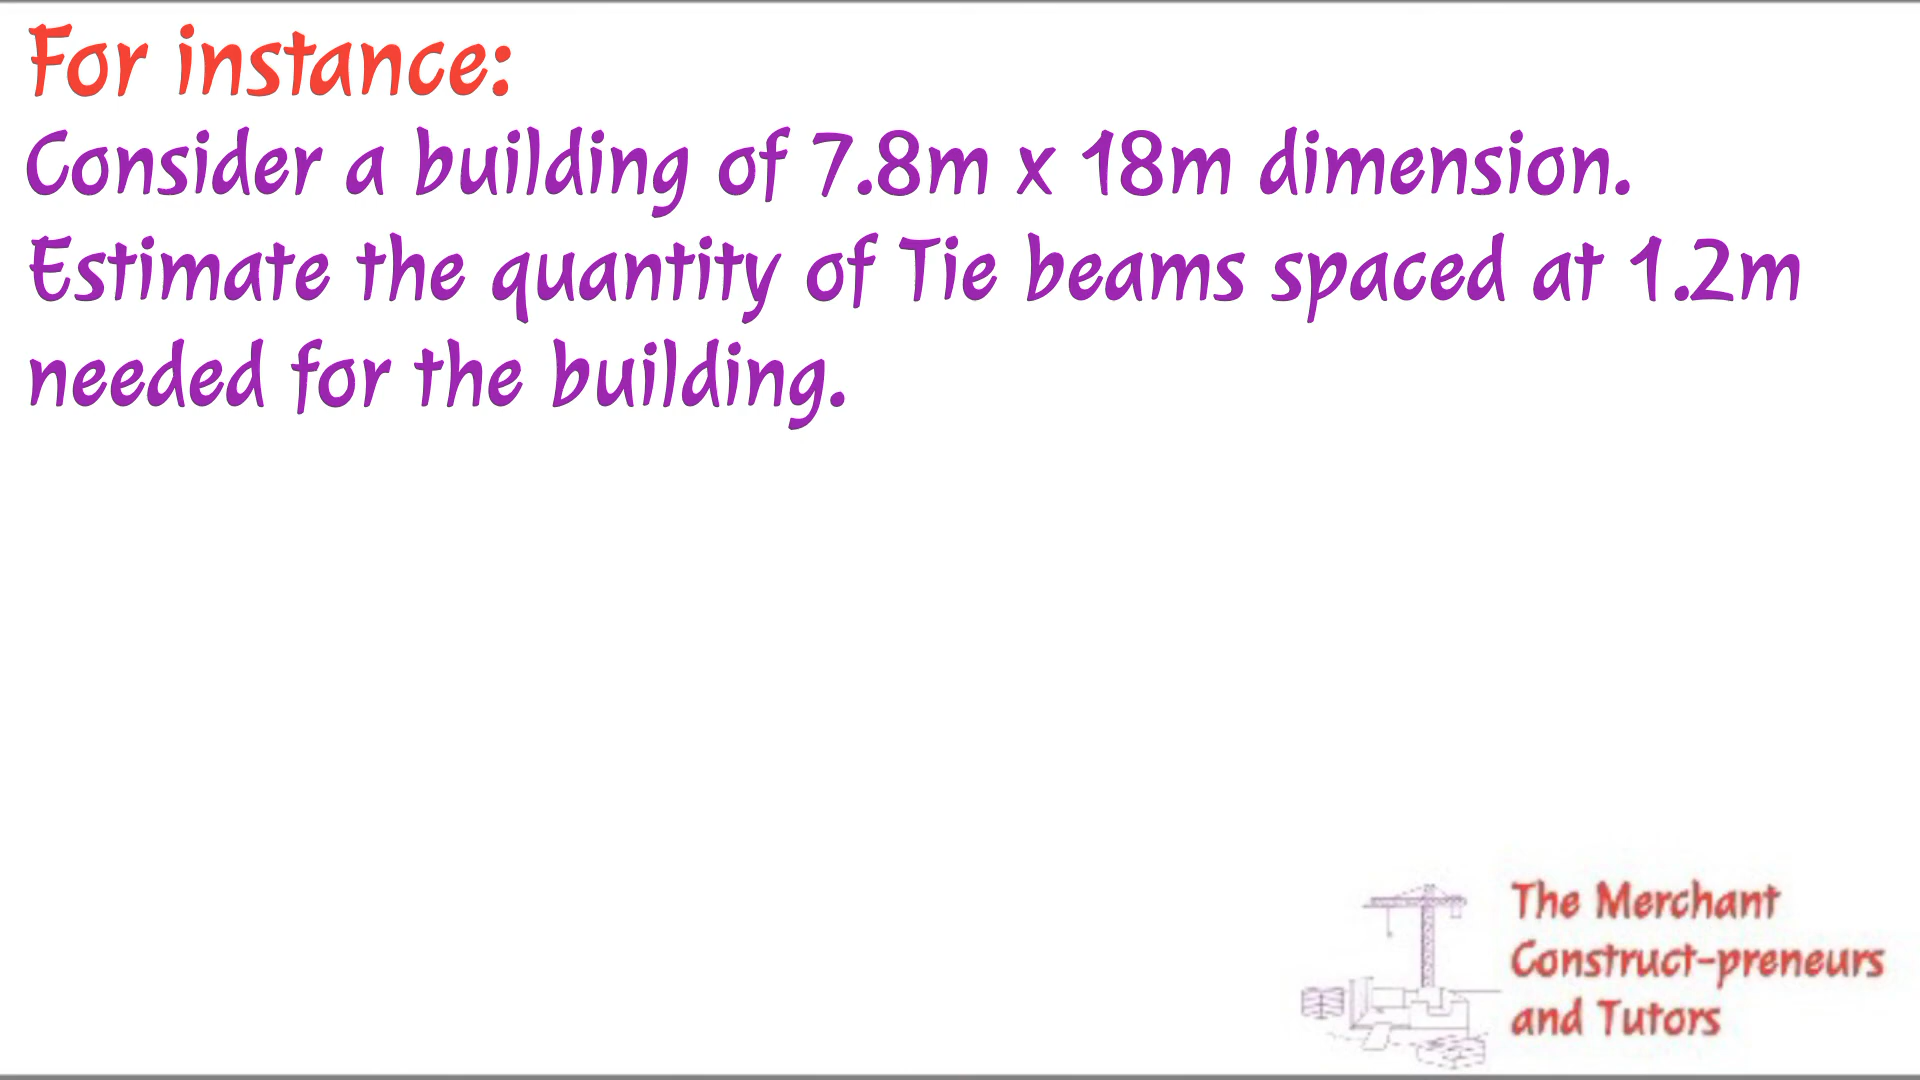 For instance:
Consider a building of 7.8m x 18m dimension.
Estimate the quantity of Tie beams spaced at 1.2m
needed for the building.
The Merchant
Construct-preneurs
and Tutors